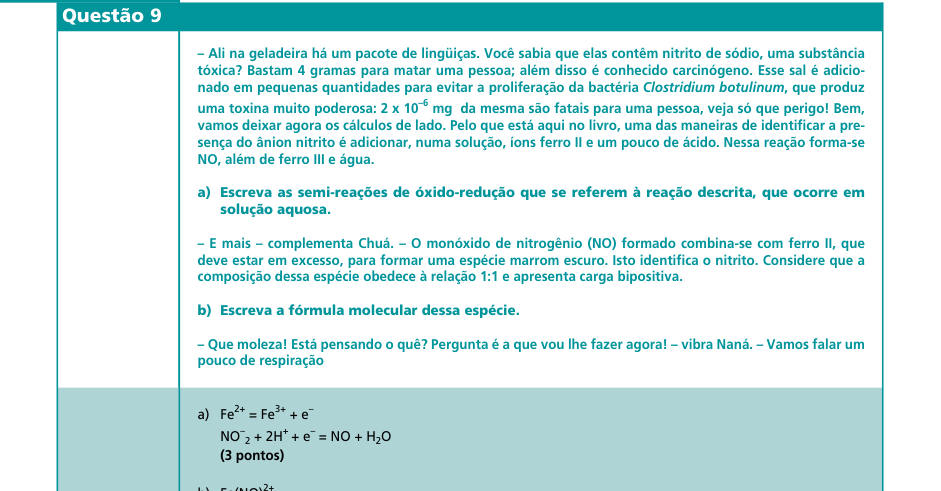 Questão 9
– Ali na geladeira há um pacote de lingüiças. Você sabia que elas contêm nitrito de sódio, uma substância
tóxica? Bastam 4 gramas para matar uma pessoa; além disso é conhecido carcinógeno. Esse sal é adicio-
nado em pequenas quantidades para evitar a proliferação da bactéria Clostridium botulinum, que produz
uma toxina muito poderosa: 2 x 10⁻⁶ mg da mesma são fatais para uma pessoa, veja só que perigo! Bem,
vamos deixar agora os cálculos de lado. Pelo que está aqui no livro, uma das maneiras de identificar a pre-
sença do ânion nitrito é adicionar, numa solução, íons ferro II e um pouco de ácido. Nessa reação forma-se
NO, além de ferro III e água.
a) Escreva as semi-reações de óxido-redução que se referem à reação descrita, que ocorre em
solução aquosa.
– E mais – complementa Chuá. – O monóxido de nitrogênio (NO) formado combina-se com ferro II, que
deve estar em excesso, para formar uma espécie marrom escuro. Isto identifica o nitrito. Considere que a
composição dessa espécie obedece à relação 1:1 e apresenta carga bipositiva.
b) Escreva a fórmula molecular dessa espécie.
– Que moleza! Está pensando o quê? Pergunta é a que vou lhe fazer agora! – vibra Naná. – Vamos falar um
pouco de respiração
a) Fe²⁺ = Fe³⁺ + e⁻
NO⁻₂ + 2H⁺ + e⁻ = NO + H₂O
(3 pontos)
b) Fe(NO)²⁺